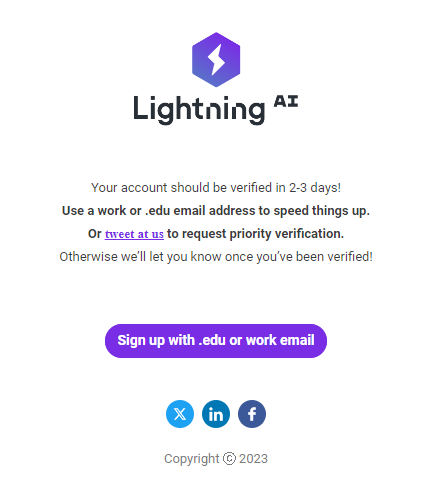 Lightning AI
Your account should be verified in 2-3 days!
Use a work or .edu email address to speed things up.
Or tweet at us to request priority verification.
Otherwise we’ll let you know once you’ve been verified!
Sign up with .edu or work email
Copyright © 2023